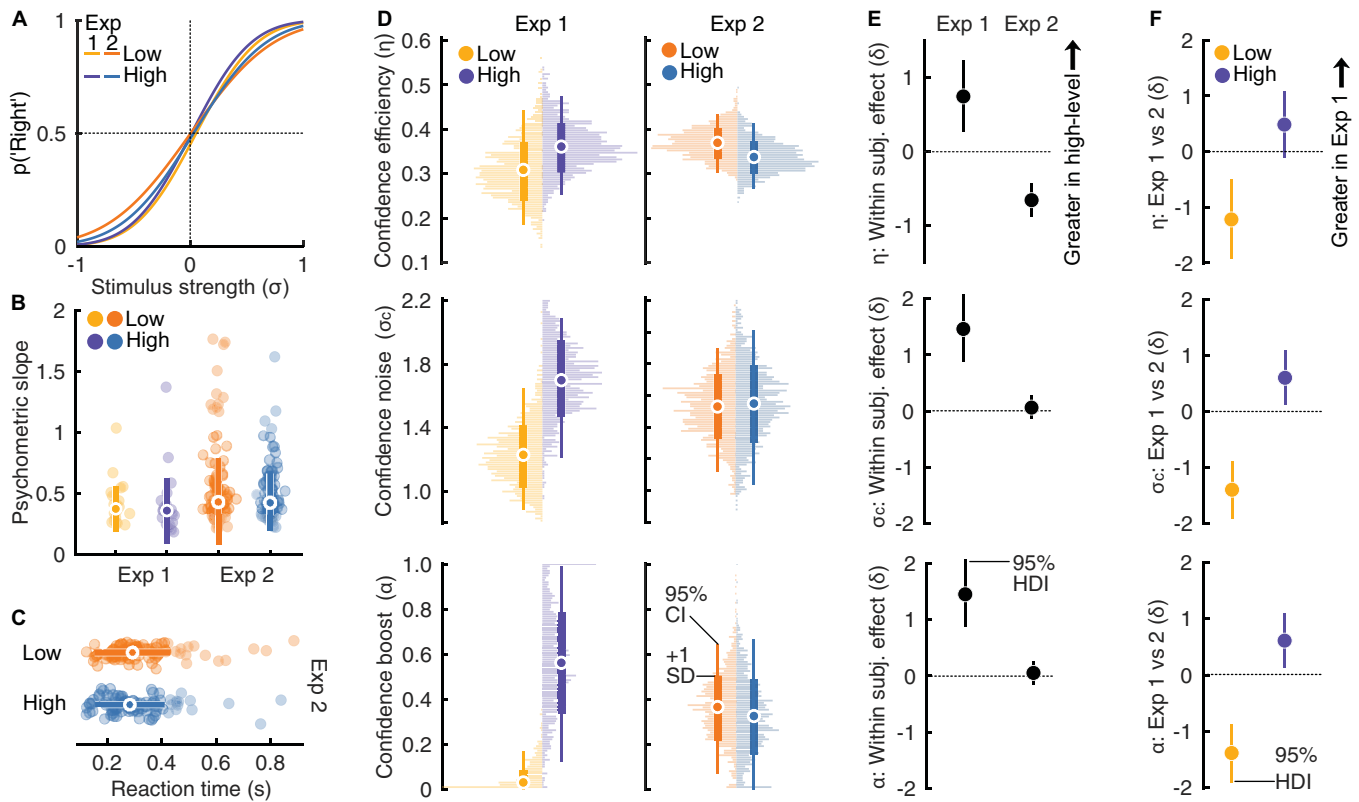 A
Exp
1 2
Low
High
p('Right')
1
0.5
0
-1 0 1
Stimulus strength (σ)
B
Low
High
Psychometric slope
2
1.5
1
0.5
0
Exp 1 Exp 2
C
Low
High
Exp 2
0.2 0.4 0.6 0.8
Reaction time (s)
D
Exp 1 Exp 2
Low
High
Low
High
Confidence efficiency (η)
0.6
0.5
0.4
0.3
0.2
0.1
Confidence noise (σc)
2.2
1.8
1.4
1.0
Confidence boost (α)
1.0
0.8
0.6
0.4
0.2
0
95%
CI
+1
SD
E
Exp 1 Exp 2
η: Within subj. effect (δ)
1
0
-1
Greater in high-level
σc: Within subj. effect (δ)
2
1
0
-1
-2
α: Within subj. effect (δ)
2
1
0
-1
-2
95%
HDI
F
Low
High
η: Exp 1 vs 2 (δ)
2
1
0
-1
-2
Greater in Exp 1
σc: Exp 1 vs 2 (δ)
2
1
0
-1
-2
α: Exp 1 vs 2 (δ)
2
1
0
-1
-2
95%
HDI